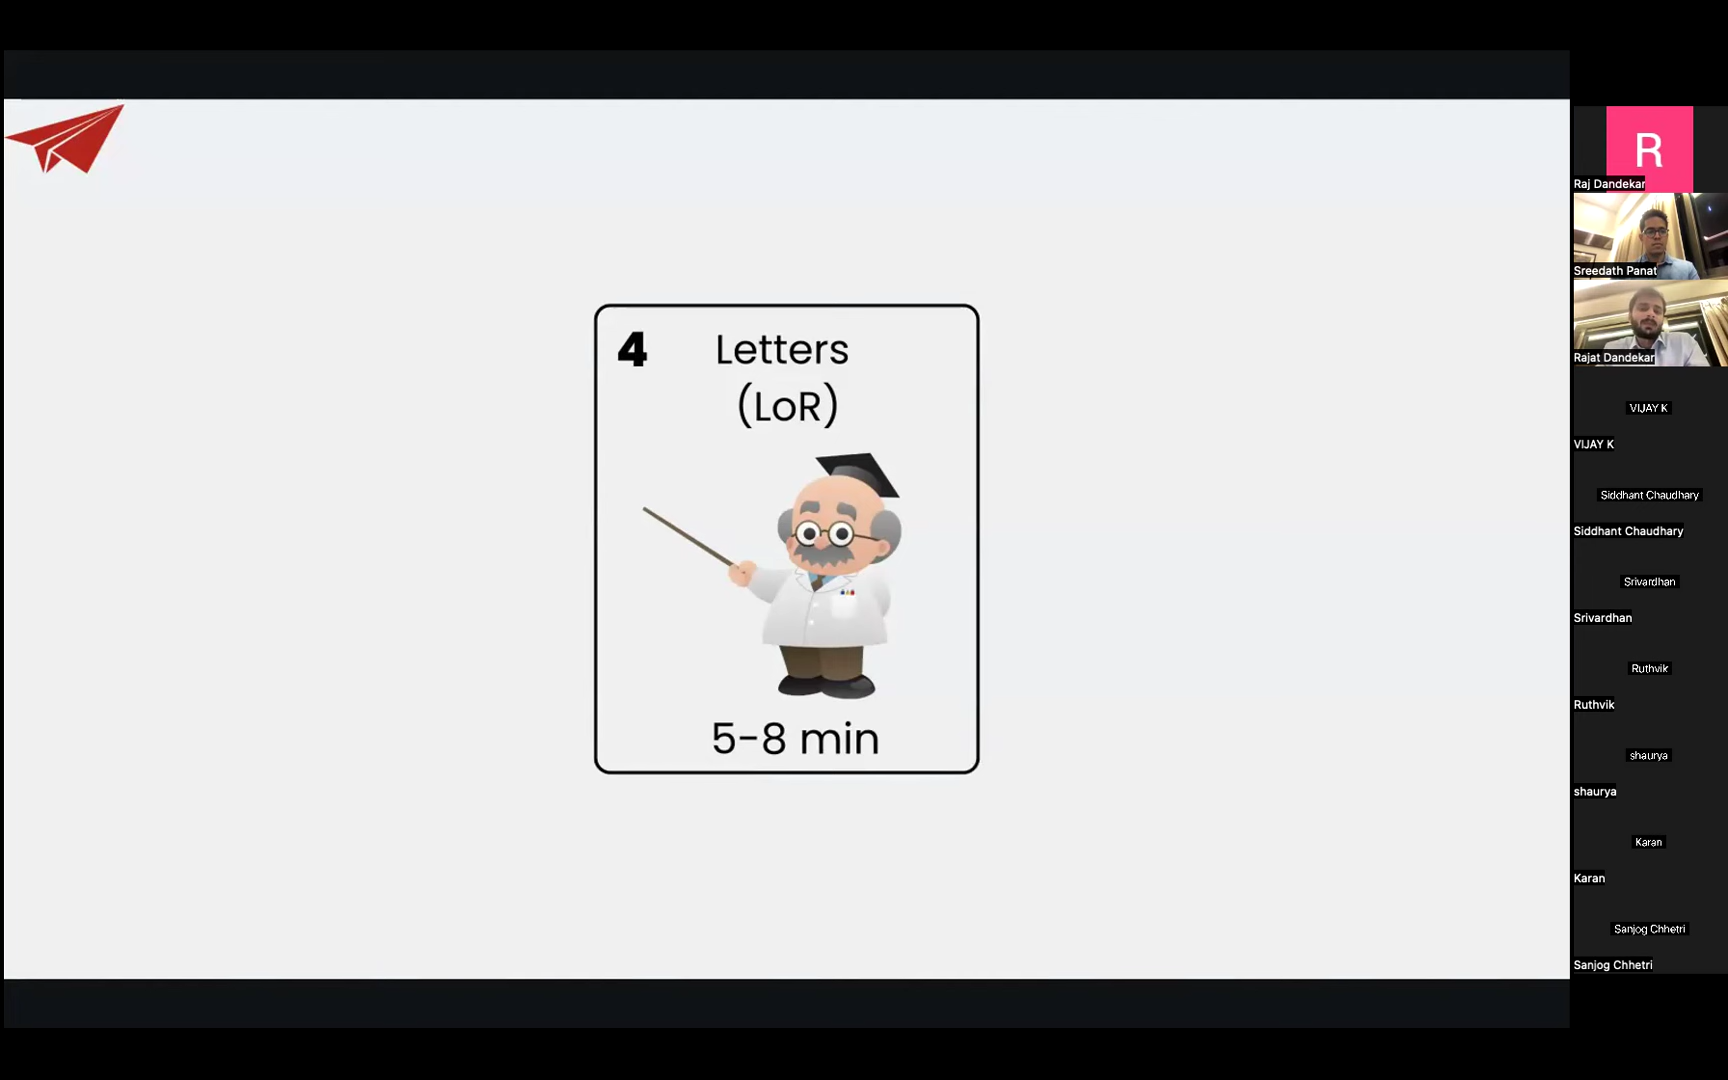 4 Letters
(LoR)
5-8 min
R
Raj Dandekar
Sreedath Panat
Rajat Dandekar
VIJAY K
VIJAY K
Siddhant Chaudhary
Siddhant Chaudhary
Srivardhan
Srivardhan
Ruthvik
Ruthvik
shaurya
shaurya
Karan
Karan
Sanjog Chhetri
Sanjog Chhetri